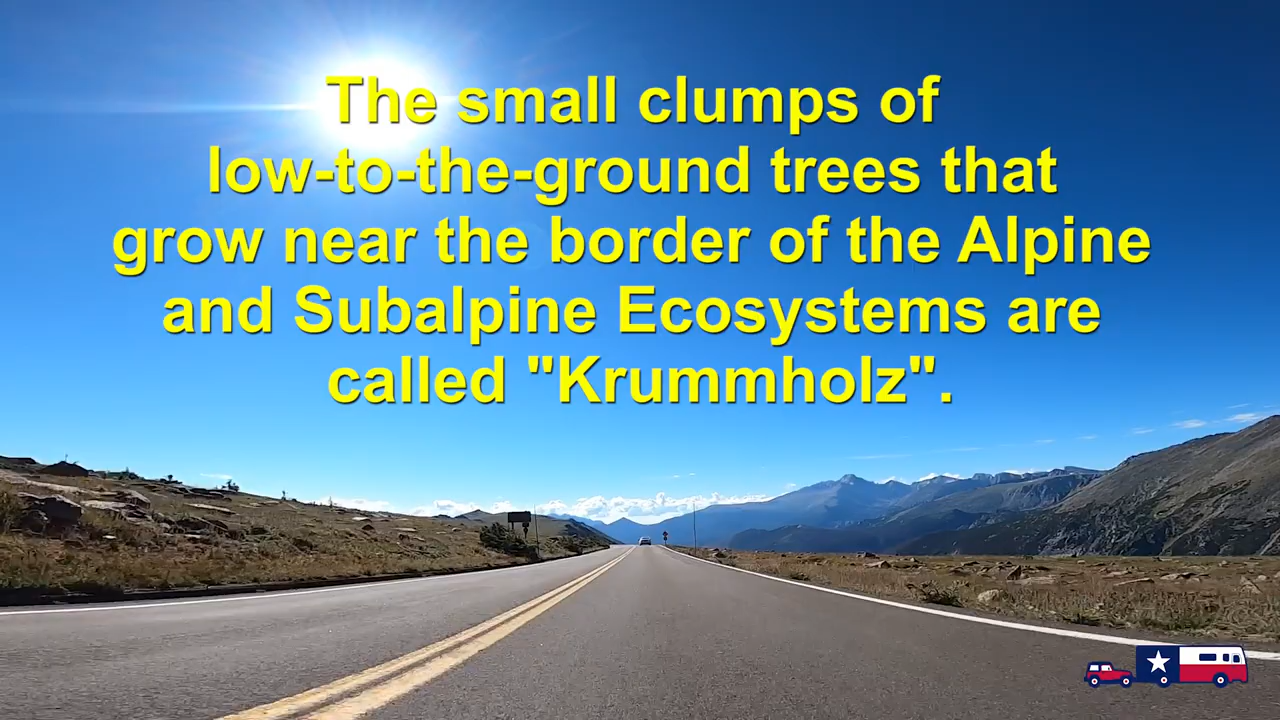 The small clumps of
low-to-the-ground trees that
grow near the border of the Alpine
and Subalpine Ecosystems are
called "Krummholz".